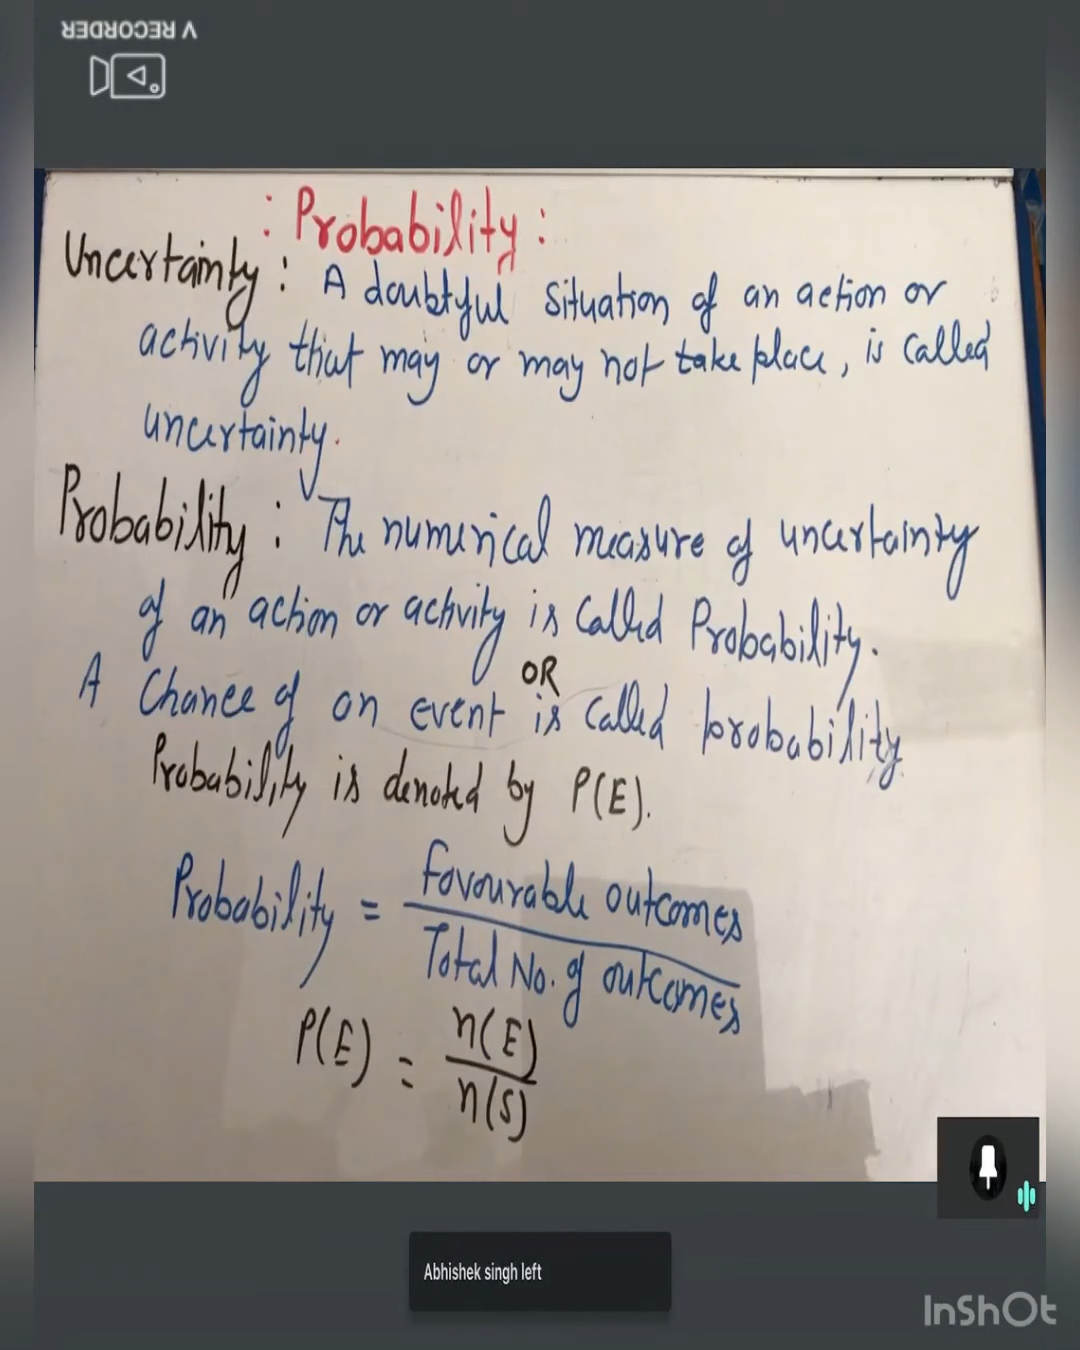 V RECORDER
: Probability :
Uncertainty : A doubtful situation of an action or
activity that may or may not take place, is called
uncertainty.
Probability : The numerical measure of uncertainty
of an action or activity is called Probability.
OR
A Chance of an event is called probability
Probability is denoted by P(E).
Probability = favourable outcomes
Total No. of outcomes
P(E) = n(E)
n(S)
Abhishek singh left
InShOt